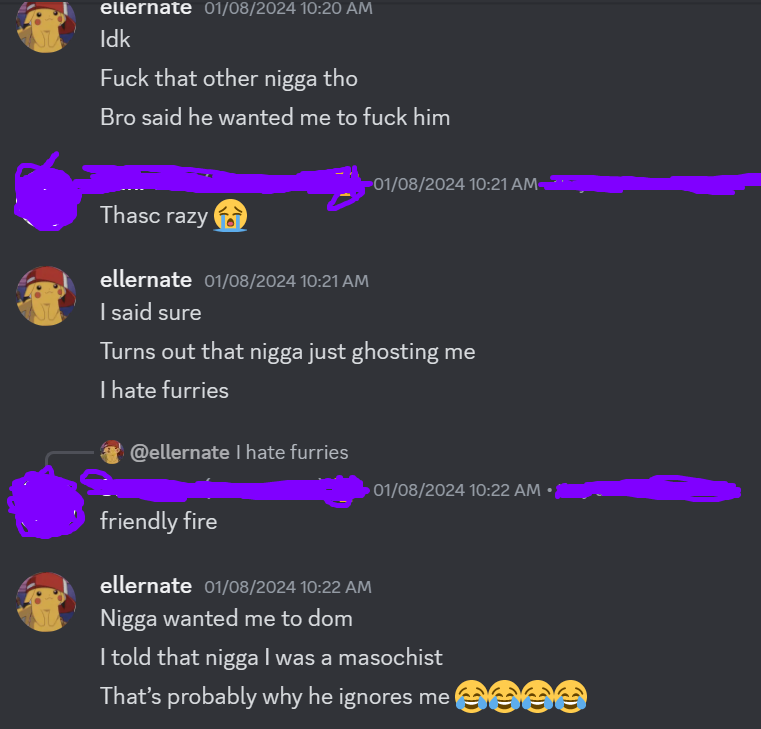 ellernate 01/08/2024 10:20 AM
Idk
Fuck that other nigga tho
Bro said he wanted me to fuck him
01/08/2024 10:21 AM
Thasc razy 😭
ellernate 01/08/2024 10:21 AM
I said sure
Turns out that nigga just ghosting me
I hate furries
@ellernate I hate furries
01/08/2024 10:22 AM •
friendly fire
ellernate 01/08/2024 10:22 AM
Nigga wanted me to dom
I told that nigga I was a masochist
That's probably why he ignores me 😂😂😂😂